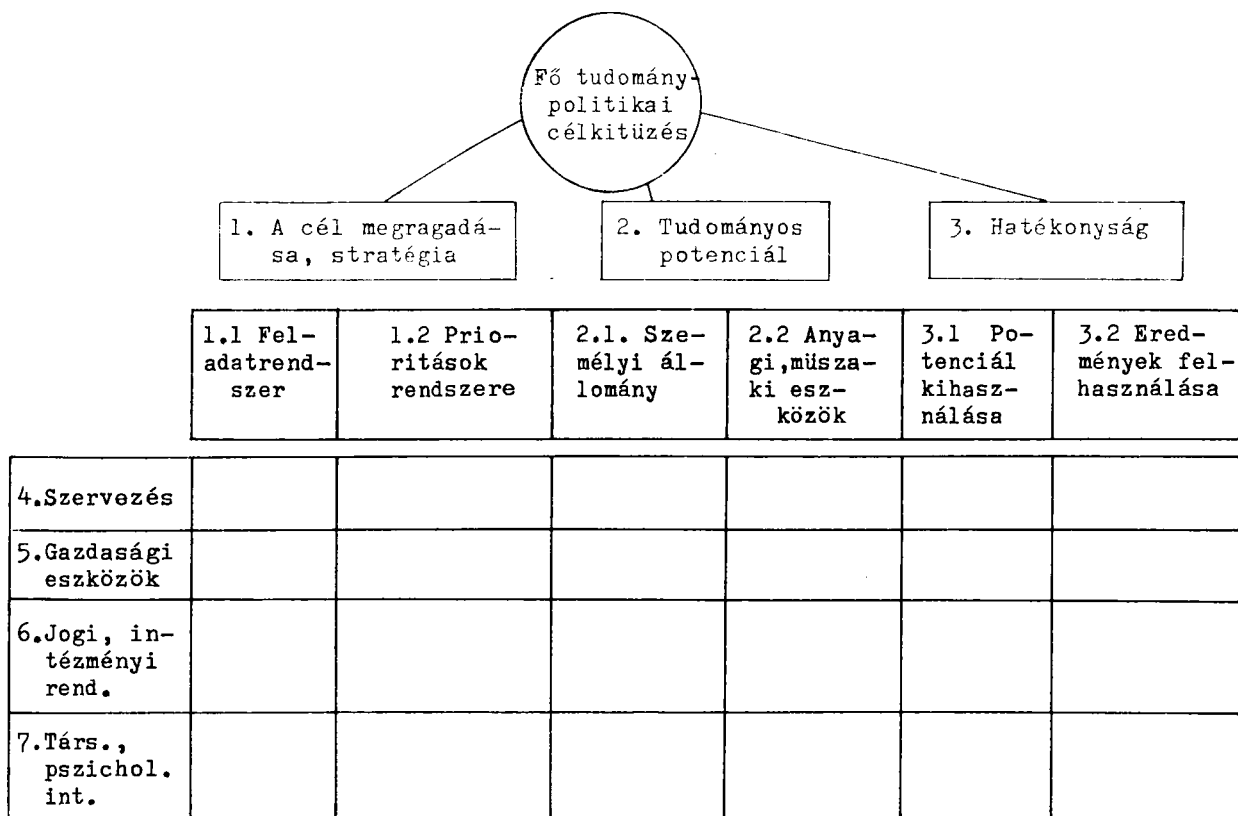 Fő tudomány-
politikai
célkitüzés
1. A cél megragadá-
sa, stratégia
2. Tudományos
potenciál
3. Hatékonyság
1.1 Fel-
adatrend-
szer
1.2 Prio-
ritások
rendszere
2.1. Sze-
mélyi ál-
lomány
2.2 Anya-
gi,müsza-
ki esz-
közök
3.1 Po-
tenciál
kihasz-
nálása
3.2 Ered-
mények fel-
használása
4.Szervezés
5.Gazdasági
eszközök
6.Jogi, in-
tézményi
rend.
7.Társ.,
pszichol.
int.